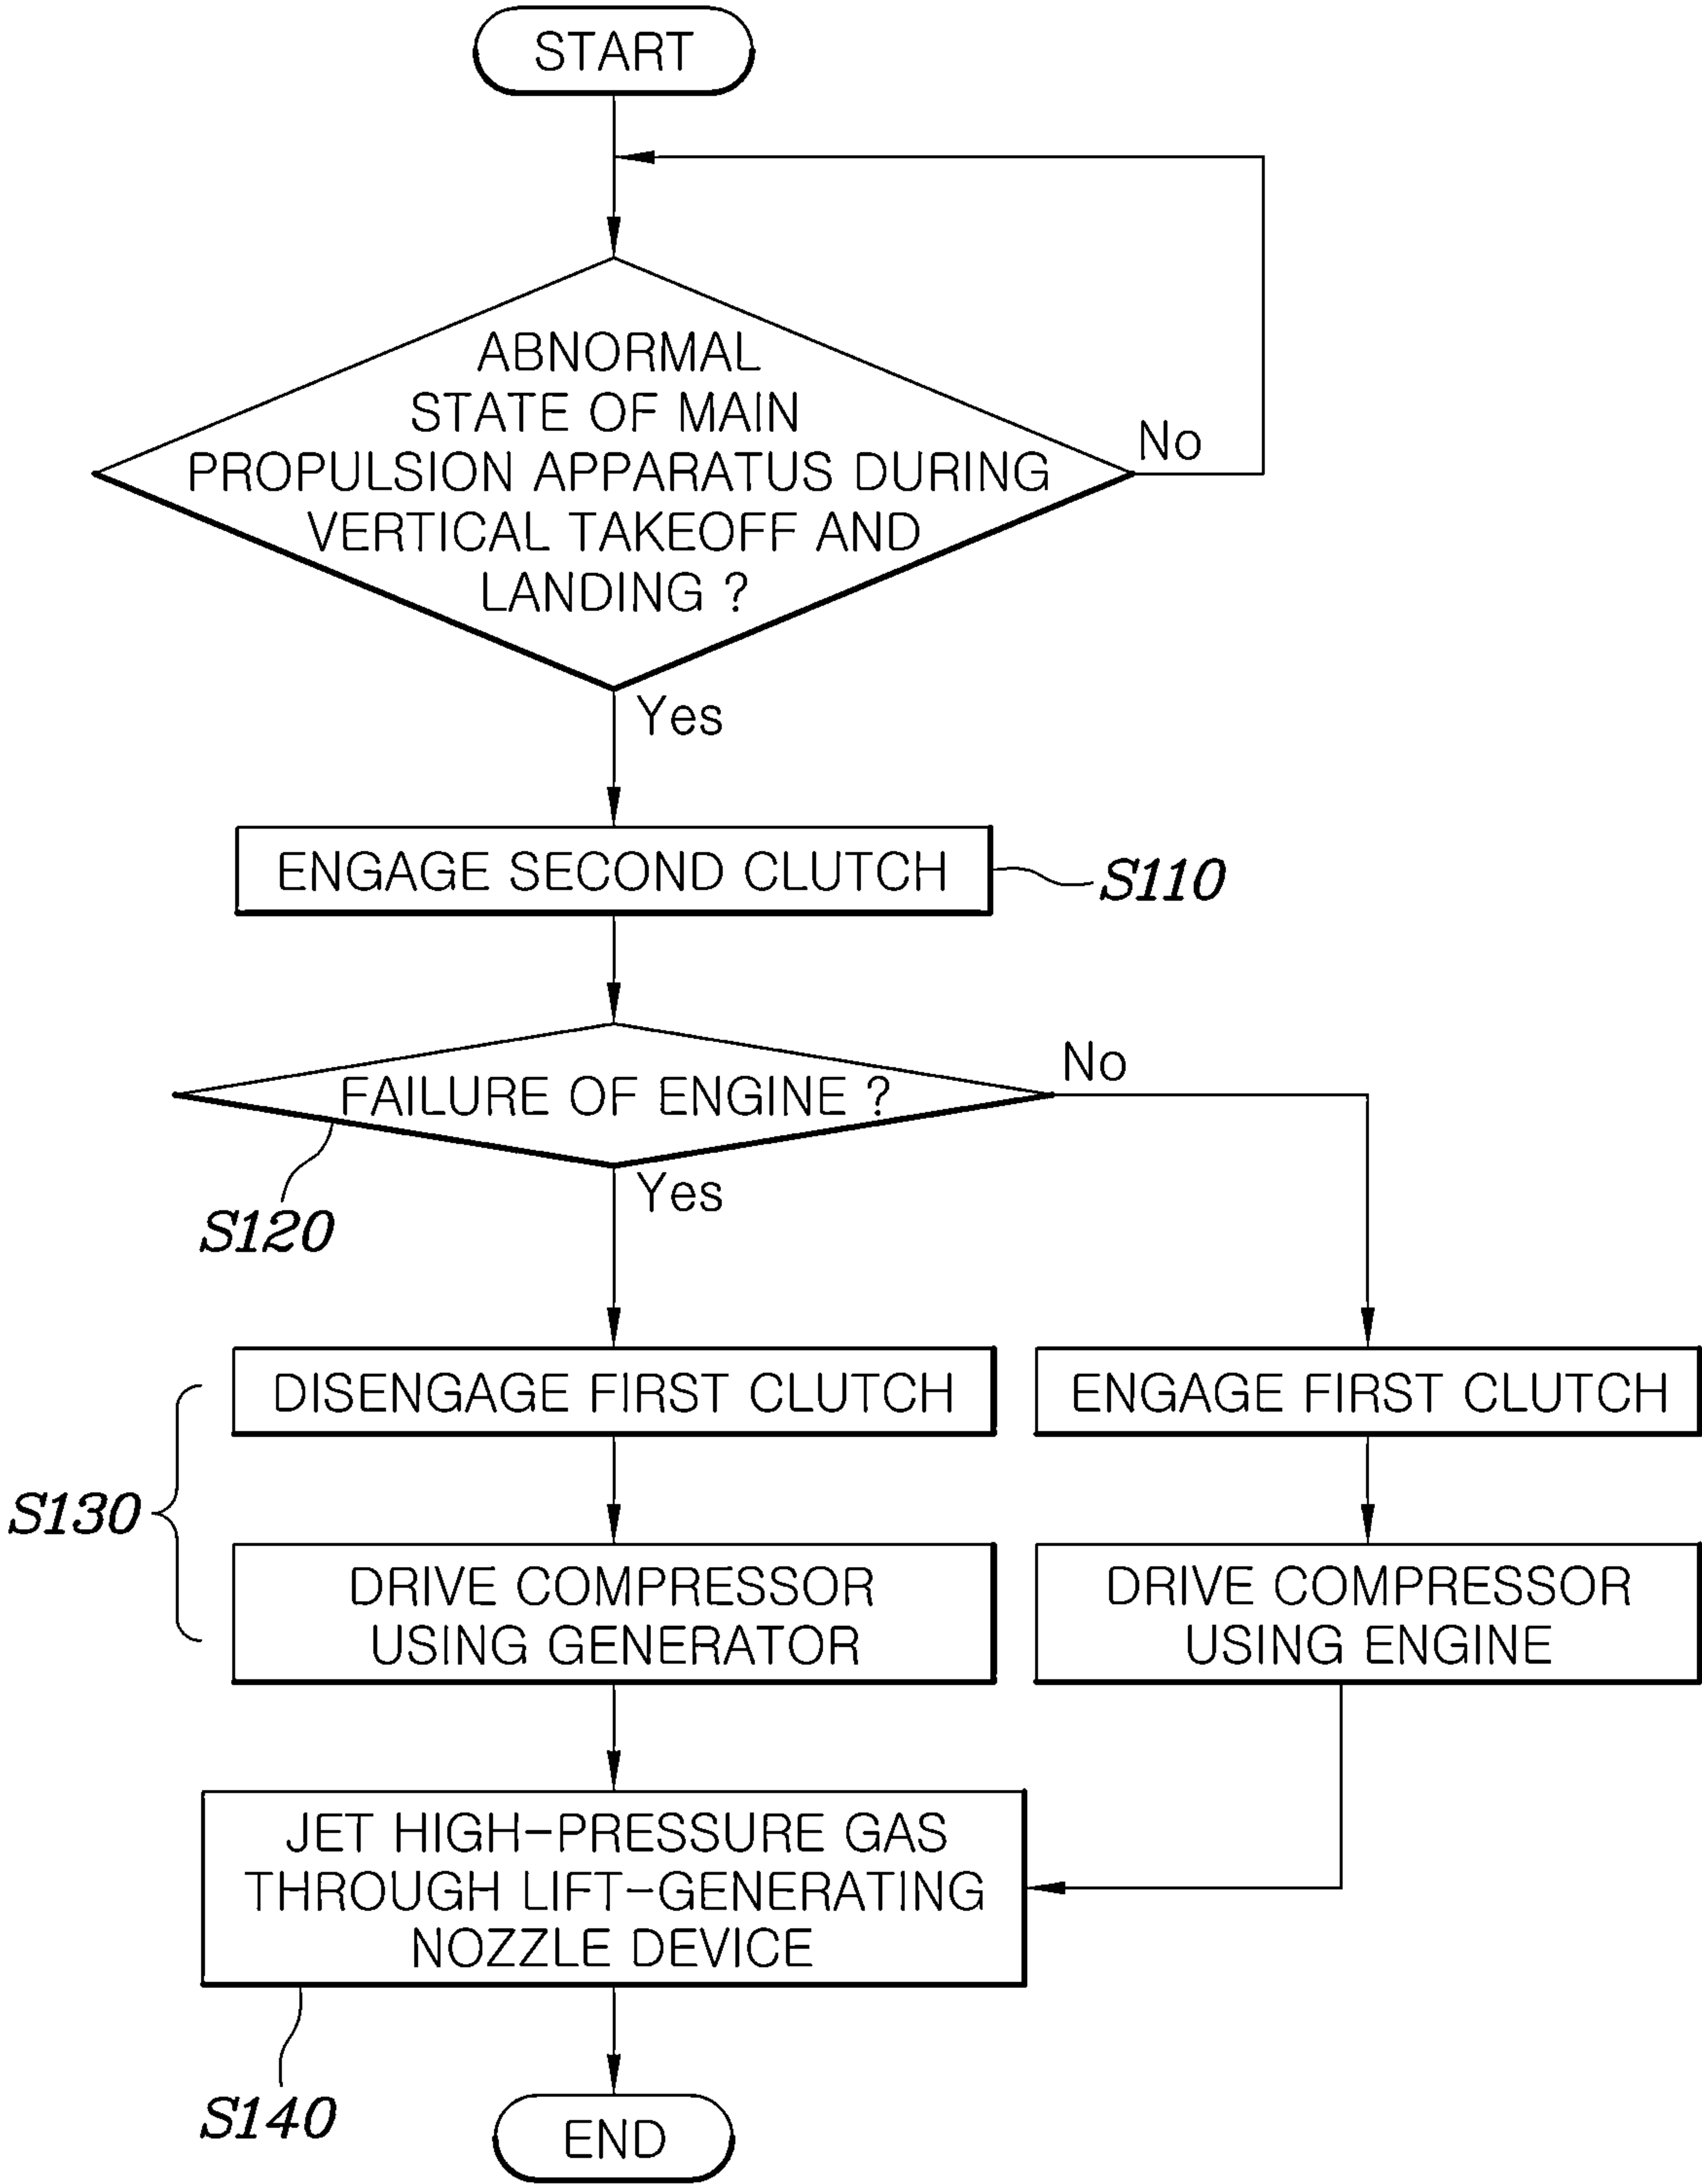 START
ABNORMAL
STATE OF MAIN
PROPULSION APPARATUS DURING
VERTICAL TAKEOFF AND
LANDING ?
No
Yes
ENGAGE SECOND CLUTCH
S110
FAILURE OF ENGINE ?
No
Yes
S120
DISENGAGE FIRST CLUTCH
ENGAGE FIRST CLUTCH
S130
DRIVE COMPRESSOR
USING GENERATOR
DRIVE COMPRESSOR
USING ENGINE
JET HIGH-PRESSURE GAS
THROUGH LIFT-GENERATING
NOZZLE DEVICE
S140
END